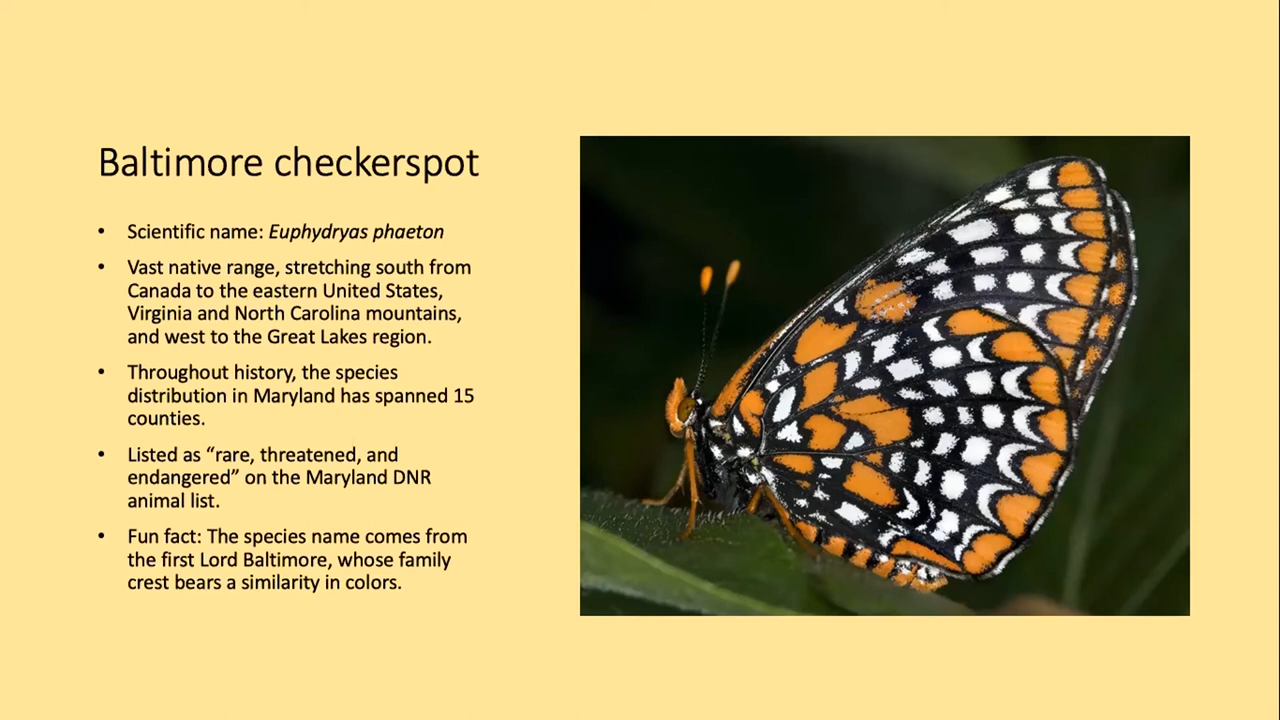 Baltimore checkerspot
• Scientific name: Euphydryas phaeton
• Vast native range, stretching south from
Canada to the eastern United States,
Virginia and North Carolina mountains,
and west to the Great Lakes region.
• Throughout history, the species
distribution in Maryland has spanned 15
counties.
• Listed as “rare, threatened, and
endangered” on the Maryland DNR
animal list.
• Fun fact: The species name comes from
the first Lord Baltimore, whose family
crest bears a similarity in colors.